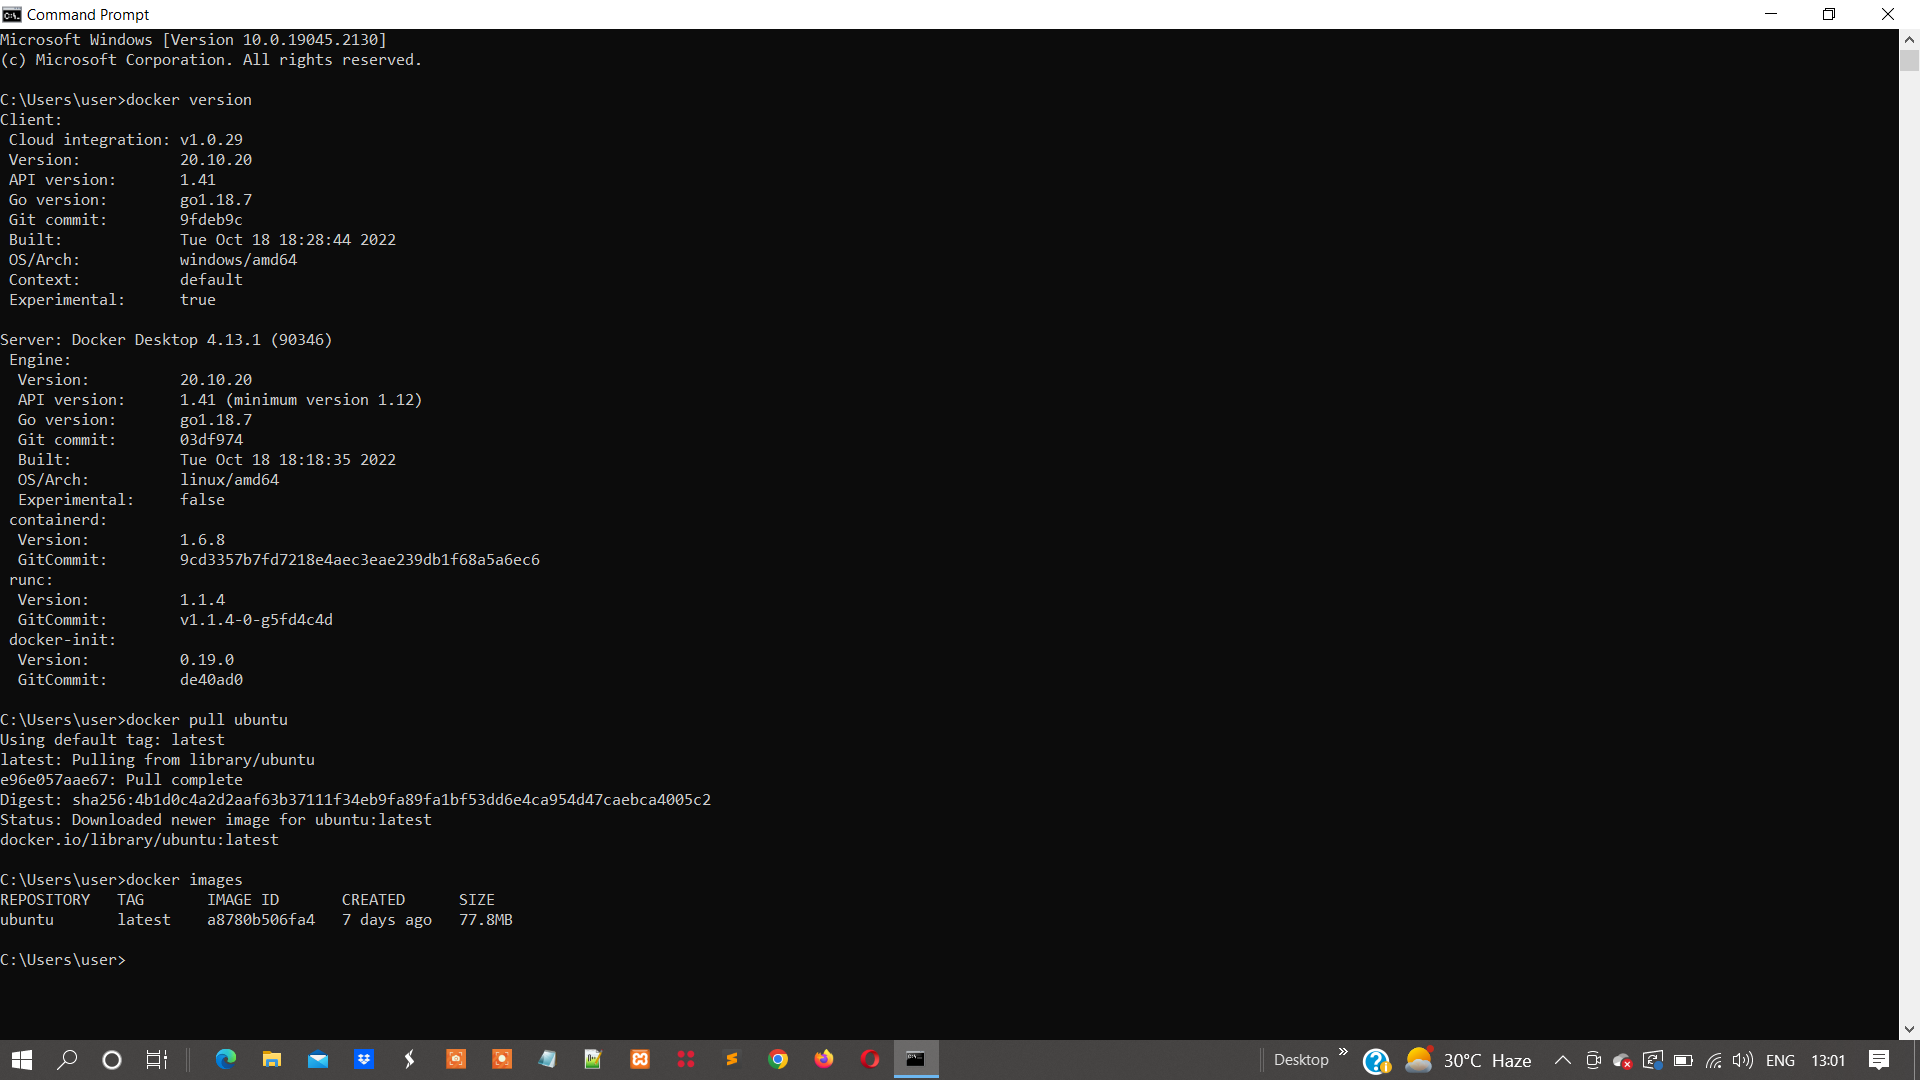 Command Prompt
Microsoft Windows [Version 10.0.19045.2130]
(c) Microsoft Corporation. All rights reserved.
C:\Users\user>docker version
Client:
Cloud integration: v1.0.29
Version: 20.10.20
API version: 1.41
Go version: go1.18.7
Git commit: 9fdeb9c
Built: Tue Oct 18 18:28:44 2022
OS/Arch: windows/amd64
Context: default
Experimental: true
Server: Docker Desktop 4.13.1 (90346)
Engine:
Version: 20.10.20
API version: 1.41 (minimum version 1.12)
Go version: go1.18.7
Git commit: 03df974
Built: Tue Oct 18 18:18:35 2022
OS/Arch: linux/amd64
Experimental: false
containerd:
Version: 1.6.8
GitCommit: 9cd3357b7fd7218e4aec3eae239db1f68a5a6ec6
runc:
Version: 1.1.4
GitCommit: v1.1.4-0-g5fd4c4d
docker-init:
Version: 0.19.0
GitCommit: de40ad0
C:\Users\user>docker pull ubuntu
Using default tag: latest
latest: Pulling from library/ubuntu
e96e057aae67: Pull complete
Digest: sha256:4b1d0c4a2d2aaf63b37111f34eb9fa89fa1bf53dd6e4ca954d47caebca4005c2
Status: Downloaded newer image for ubuntu:latest
docker.io/library/ubuntu:latest
C:\Users\user>docker images
REPOSITORY TAG IMAGE ID CREATED SIZE
ubuntu latest a8780b506fa4 7 days ago 77.8MB
C:\Users\user>
Desktop » 30°C Haze ENG 13:01